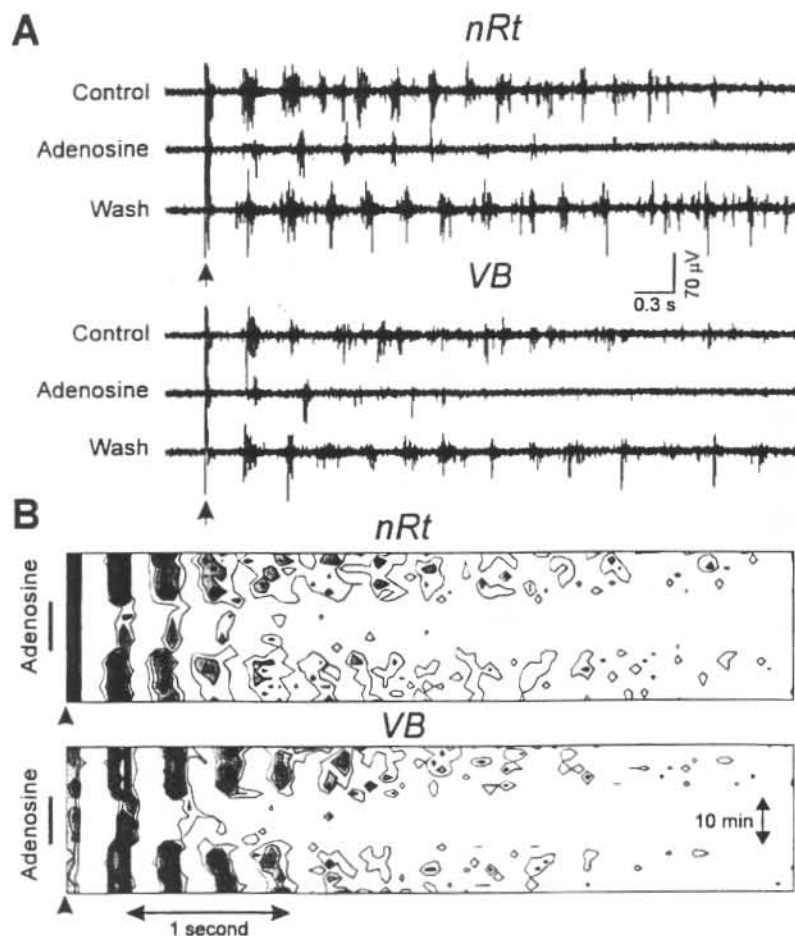 A
nRt
Control
Adenosine
Wash
VB
0.3 s
70 µV
Control
Adenosine
Wash
B
nRt
Adenosine
VB
Adenosine
10 min
1 second